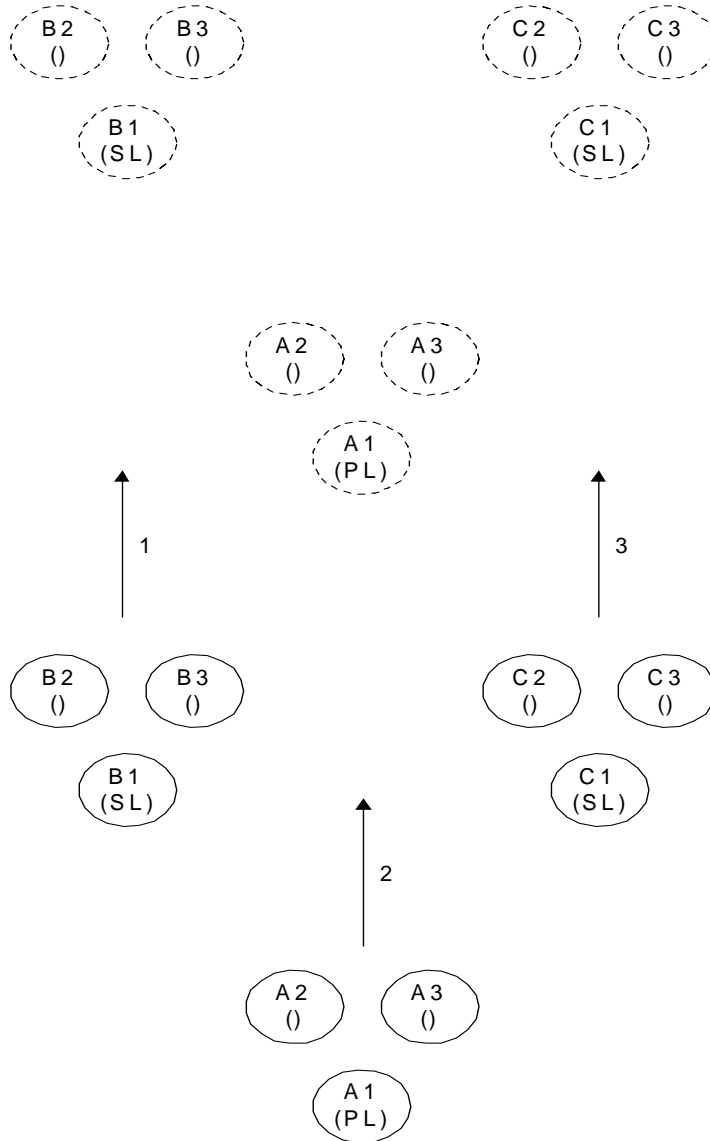 B2 B3 C2 C3
() () () ()
B1 C1
(SL) (SL)
A2 A3
() ()
A1
(PL)
1 3
B2 B3 C2 C3
() () () ()
B1 C1
(SL) (SL)
2
A2 A3
() ()
A1
(PL)